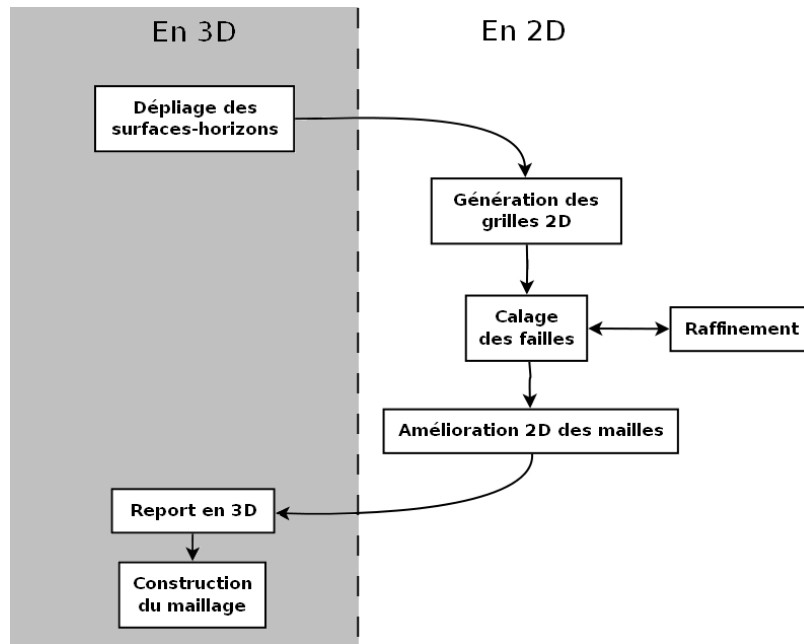 En 3D
En 2D
Dépliage des
surfaces-horizons
Génération des
grilles 2D
Calage
des failles
Raffinement
Amélioration 2D des mailles
Report en 3D
Construction
du maillage